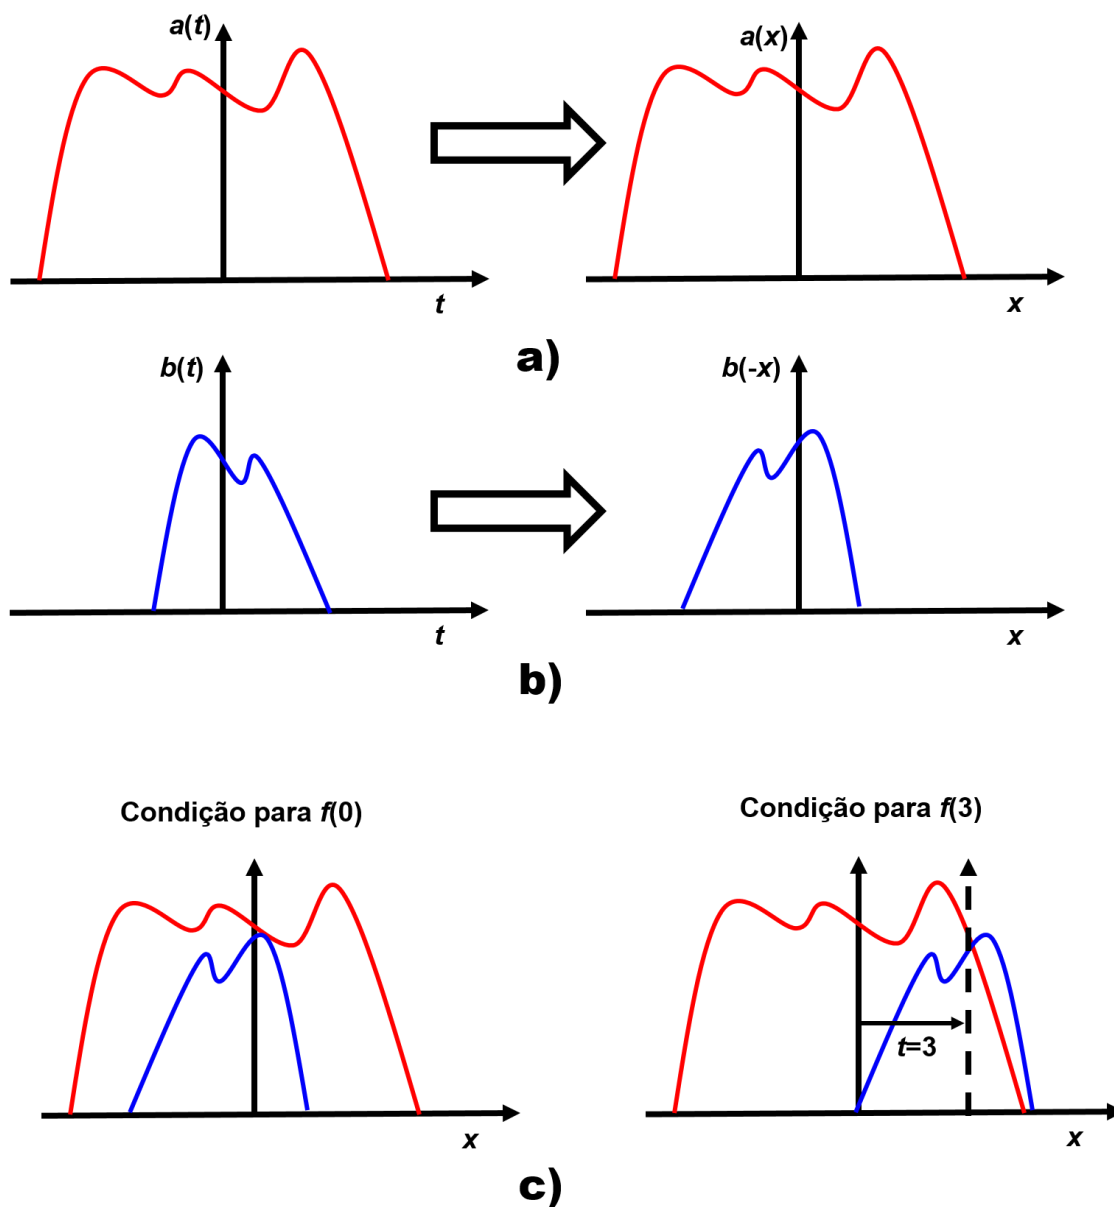 a(t)
a(x)
t
x
a)
b(t)
b(-x)
t
x
b)
Condição para f(0)
Condição para f(3)
t=3
x
x
c)